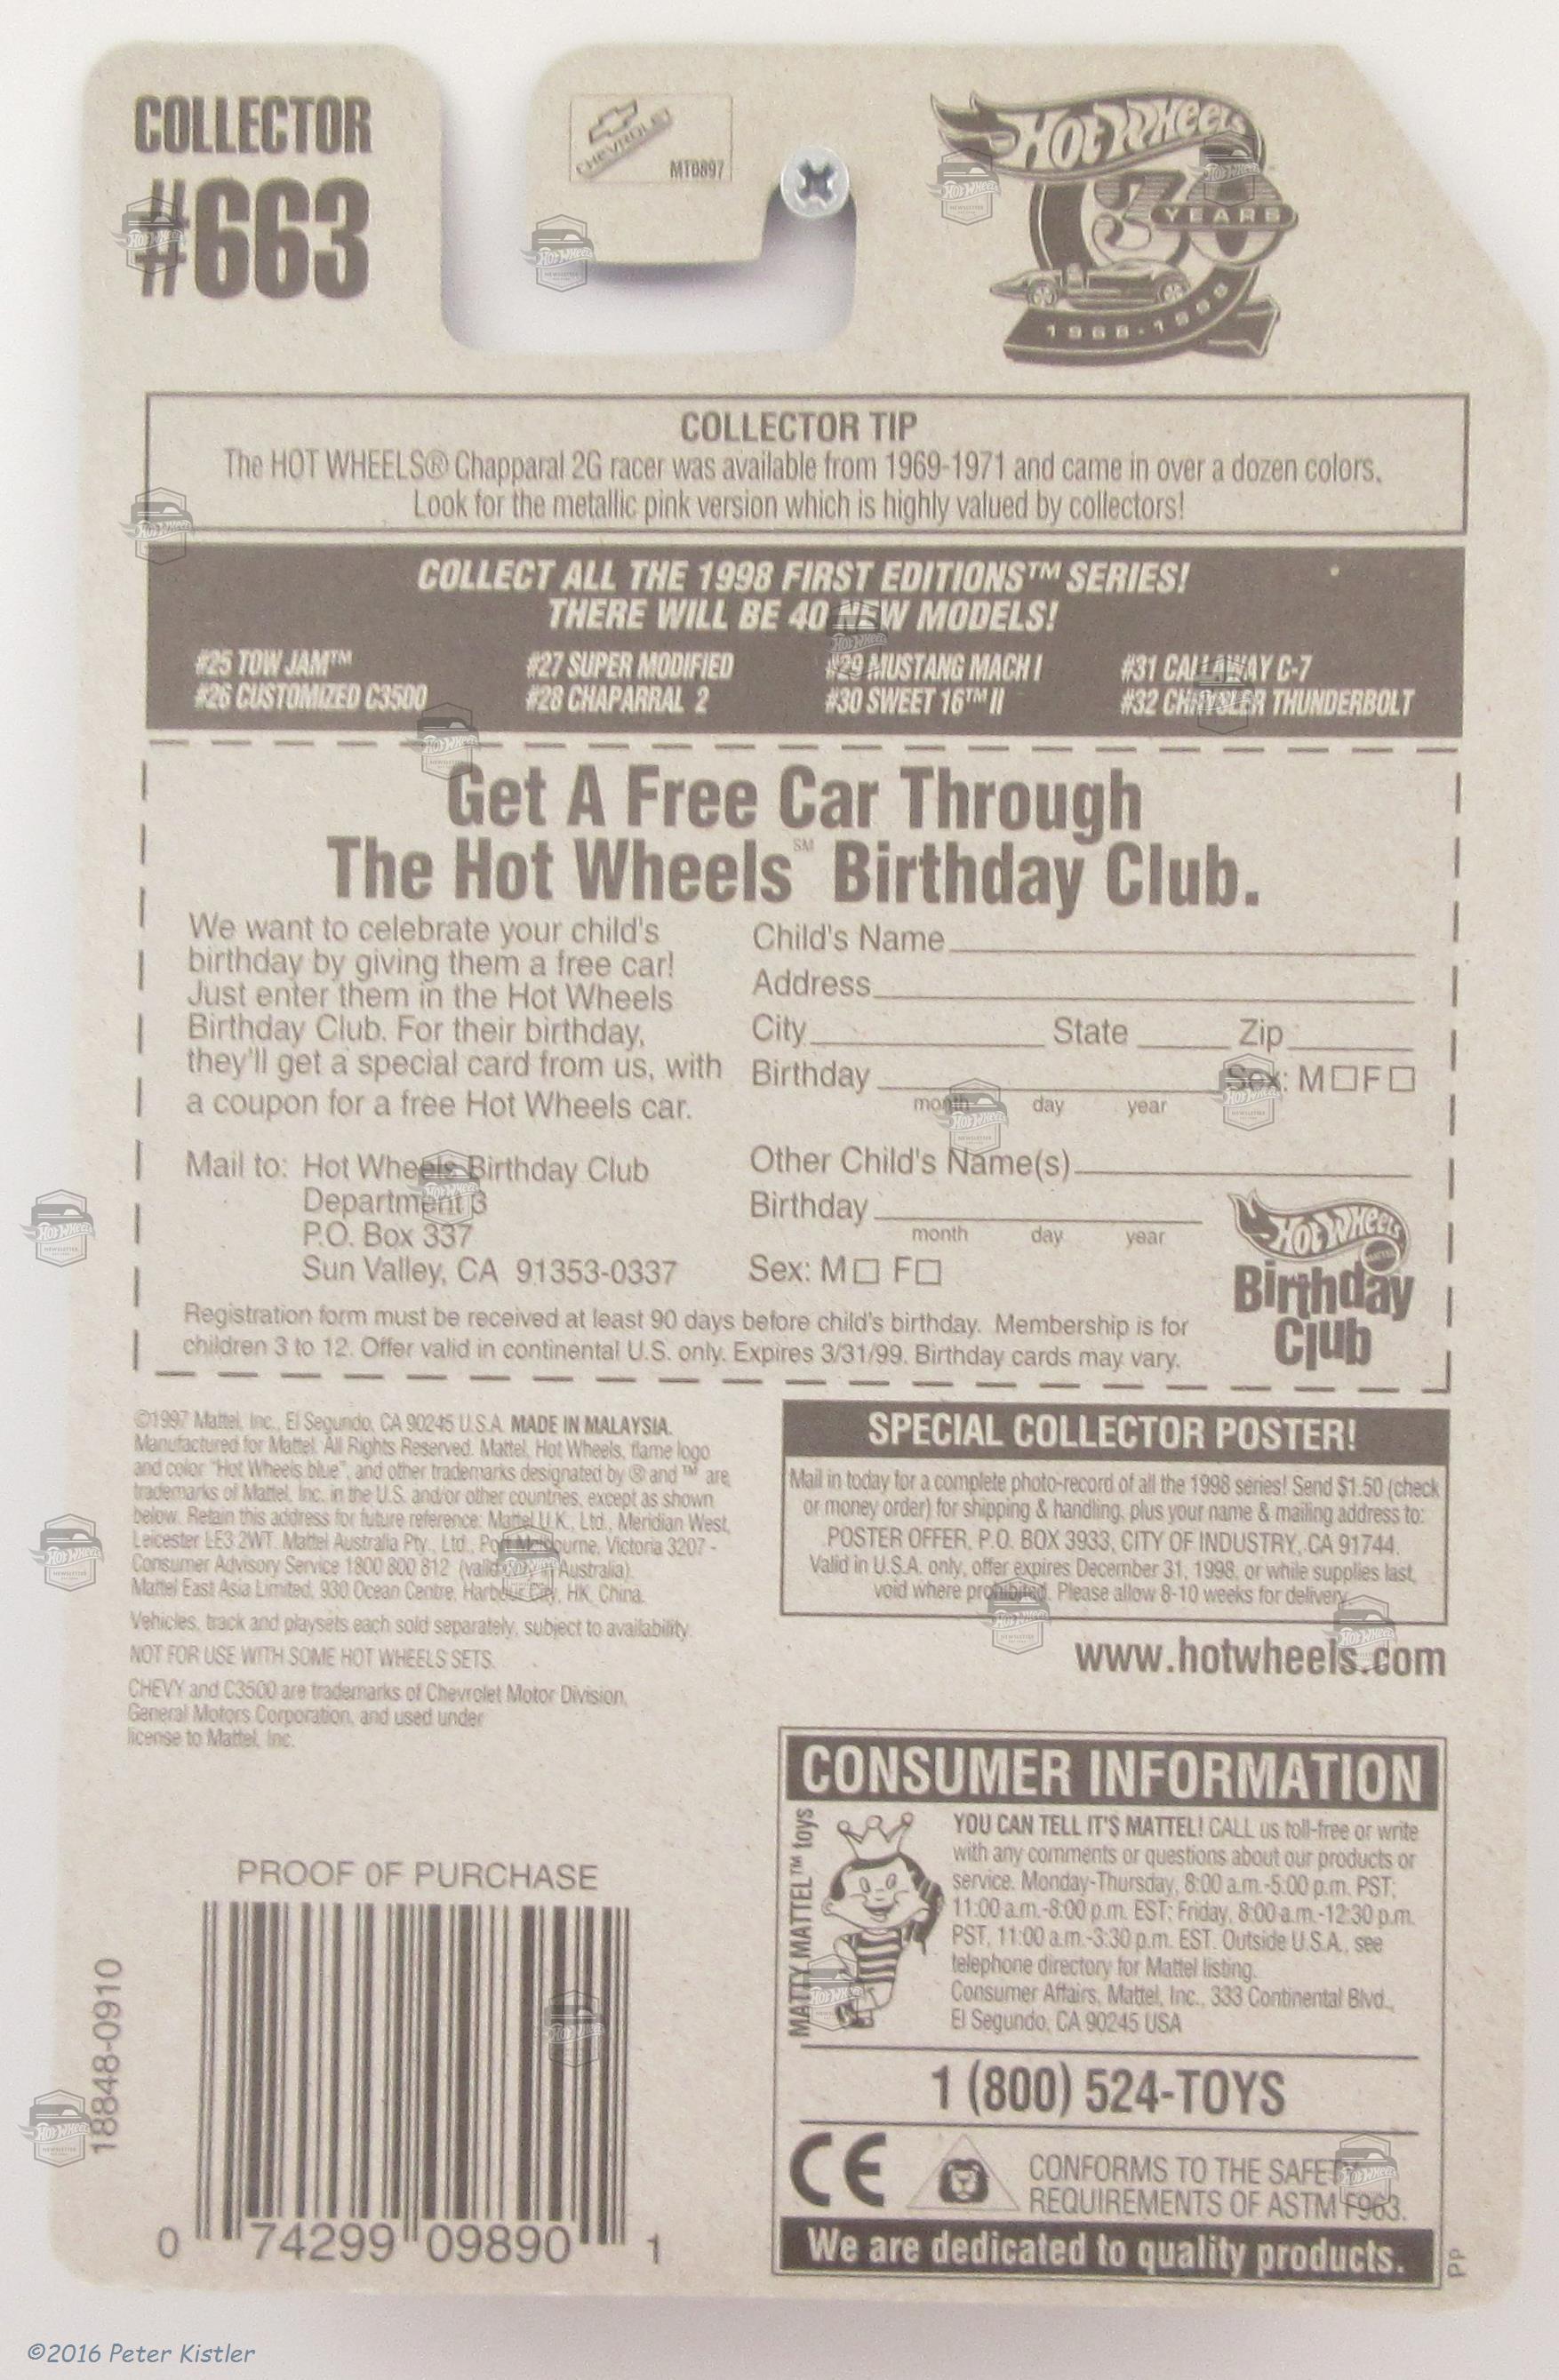 COLLECTOR
#663
CHEVROLET
MT0897
HOT WHEELS
30
YEARS
1968-1998
COLLECTOR TIP
The HOT WHEELS® Chapparal 2G racer was available from 1969-1971 and came in over a dozen colors.
Look for the metallic pink version which is highly valued by collectors!
COLLECT ALL THE 1998 FIRST EDITIONS™ SERIES!
THERE WILL BE 40 NEW MODELS!
#25 TOW JAM™ #27 SUPER MODIFIED #29 MUSTANG MACH I #31 CALLAWAY C-7
#26 CUSTOMIZED C3500 #28 CHAPARRAL 2 #30 SWEET 16™ II #32 CHRYSLER THUNDERBOLT
Get A Free Car Through
The Hot Wheels℠ Birthday Club.
We want to celebrate your child's
birthday by giving them a free car!
Just enter them in the Hot Wheels
Birthday Club. For their birthday,
they'll get a special card from us, with
a coupon for a free Hot Wheels car.
Mail to: Hot Wheels Birthday Club
Department 3
P.O. Box 337
Sun Valley, CA 91353-0337
Child's Name
Address
City State Zip
Birthday Sex: M F
month day year
Other Child's Name(s)
Birthday
month day year
Sex: M F
HOT WHEELS
Birthday
Club
Registration form must be received at least 90 days before child's birthday. Membership is for
children 3 to 12. Offer valid in continental U.S. only. Expires 3/31/99. Birthday cards may vary.
©1997 Mattel, Inc., El Segundo, CA 90245 U.S.A. MADE IN MALAYSIA.
Manufactured for Mattel. All Rights Reserved. Mattel, Hot Wheels, flame logo
and color "Hot Wheels blue", and other trademarks designated by ® and ™ are
trademarks of Mattel, Inc. in the U.S. and/or other countries, except as shown
below. Retain this address for future reference: Mattel U.K., Ltd., Meridian West,
Leicester LE3 2WT. Mattel Australia Pty., Ltd., Port Melbourne, Victoria 3207 -
Consumer Advisory Service 1800 800 812 (valid only in Australia).
Mattel East Asia Limited, 930 Ocean Centre, Harbour City, HK, China.
Vehicles, track and playsets each sold separately, subject to availability.
NOT FOR USE WITH SOME HOT WHEELS SETS.
CHEVY and C3500 are trademarks of Chevrolet Motor Division,
General Motors Corporation, and used under
license to Mattel, Inc.
SPECIAL COLLECTOR POSTER!
Mail in today for a complete photo-record of all the 1998 series! Send $1.50 (check
or money order) for shipping & handling, plus your name & mailing address to:
POSTER OFFER, P.O. BOX 3933, CITY OF INDUSTRY, CA 91744.
Valid in U.S.A. only, offer expires December 31, 1998, or while supplies last,
void where prohibited. Please allow 8-10 weeks for delivery.
www.hotwheels.com
CONSUMER INFORMATION
MATTY MATTEL™ toys
YOU CAN TELL IT'S MATTEL! CALL us toll-free or write
with any comments or questions about our products or
service. Monday-Thursday, 8:00 a.m.-5:00 p.m. PST;
11:00 a.m.-8:00 p.m. EST; Friday, 8:00 a.m.-12:30 p.m.
PST, 11:00 a.m.-3:30 p.m. EST. Outside U.S.A., see
telephone directory for Mattel listing.
Consumer Affairs, Mattel, Inc., 333 Continental Blvd.,
El Segundo, CA 90245 USA
1 (800) 524-TOYS
CE
CONFORMS TO THE SAFETY
REQUIREMENTS OF ASTM F963.
We are dedicated to quality products.
PP
PROOF OF PURCHASE
18848-0910
0 74299 09890 1
©2016 Peter Kistler